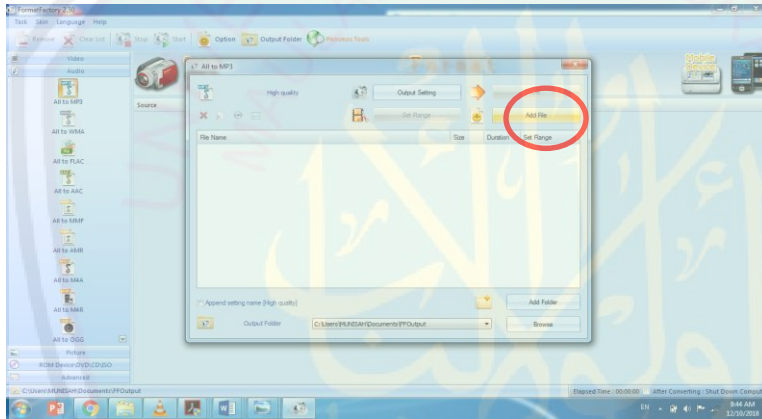 FormatFactory 2.30
Task Skin Language Help
Remove Clear List Stop Start Option Output Folder
Video
Audio
All to MP3
All to WMA
All to FLAC
All to AAC
All to MMF
All to AMR
All to M4A
All to M4R
All to OGG
Picture
ROM Device\DVD\CD\ISO
Advanced
Source
Mobile
All to MP3
High quality Output Setting
Set Range Add File
File Name Size Duration Set Range
Append setting name [High quality] Add Folder
Output Folder C:\Users\MUNISAH\Documents\FFOutput Browse
C:\Users\MUNISAH\Documents\FFOutput Elapsed Time : 00:00:00 After Converting : Shut Down Comput
EN 9:44 AM
12/10/2018